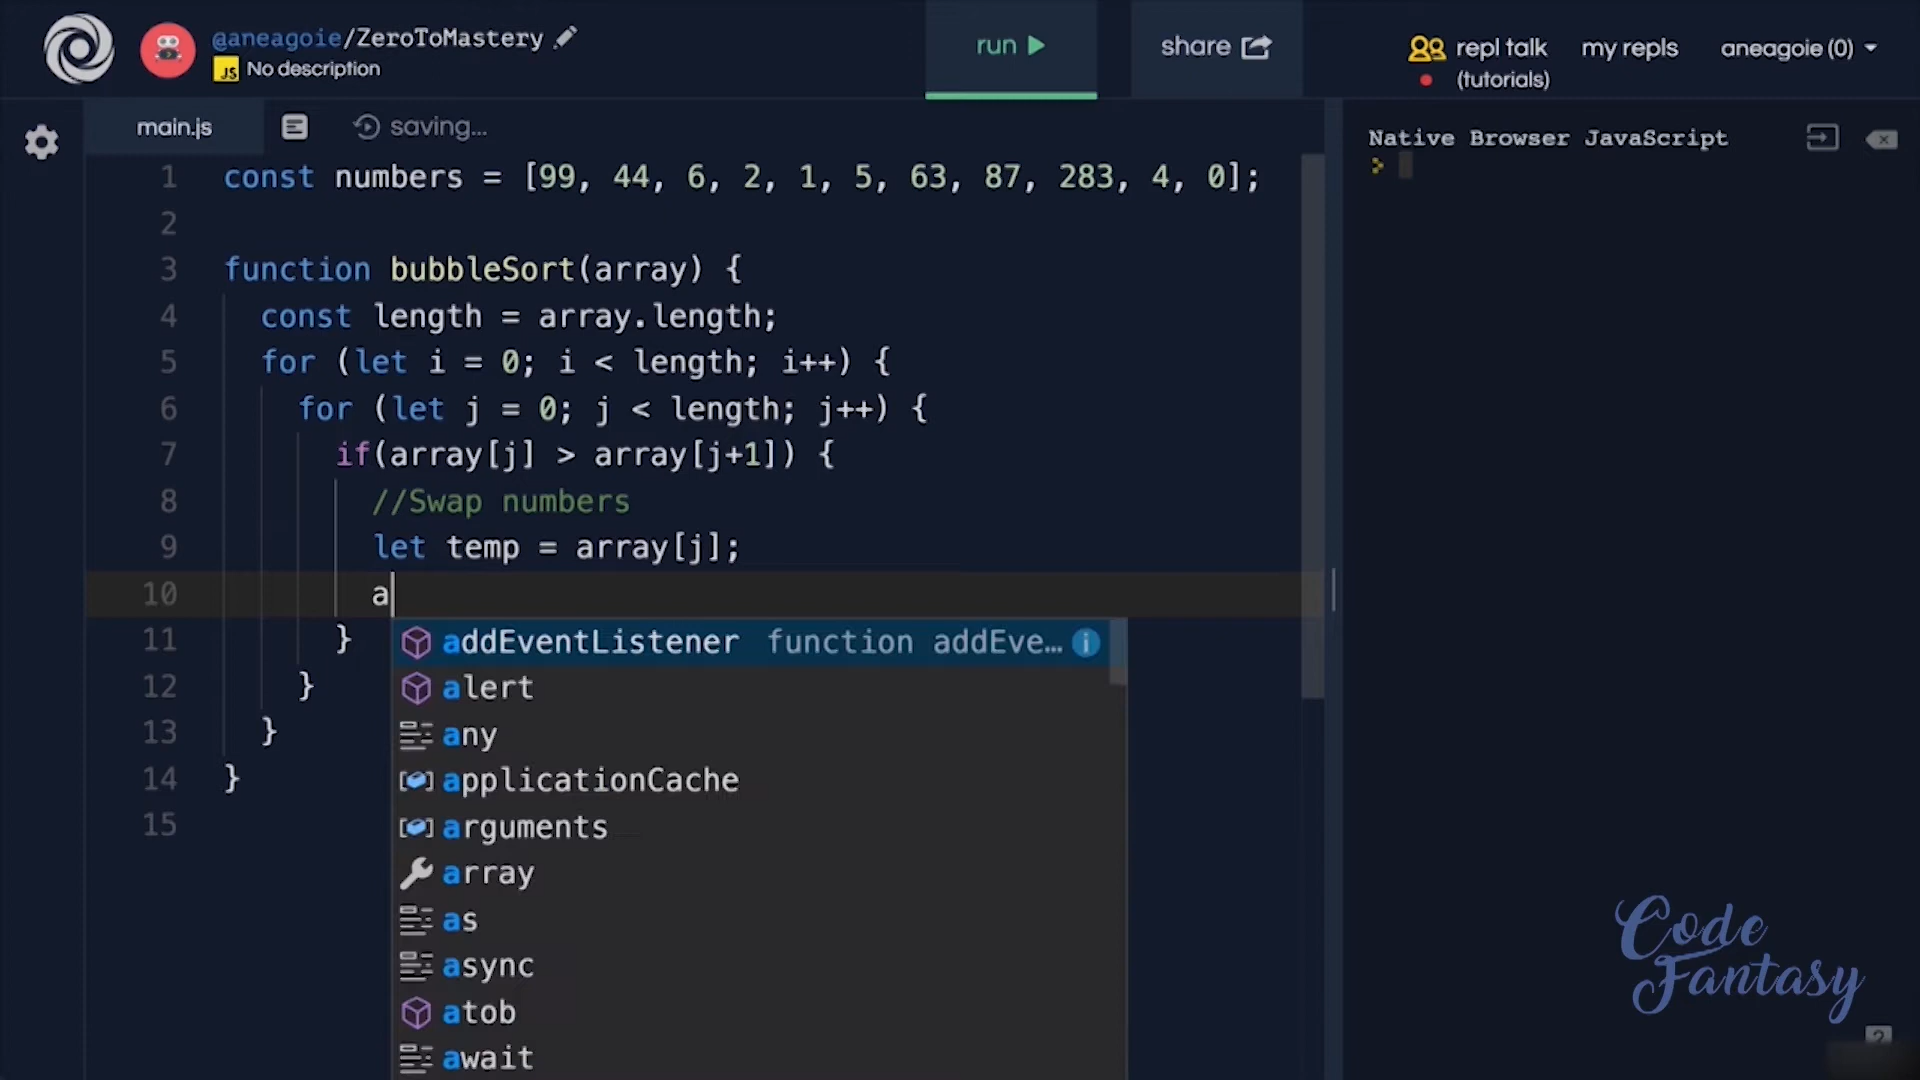 @aneagoie/ZeroToMastery
JS No description
run
share
repl talk
(tutorials)
my repls
aneagoie (0)
main.js
saving...
Native Browser JavaScript
>
1 const numbers = [99, 44, 6, 2, 1, 5, 63, 87, 283, 4, 0];
2
3 function bubbleSort(array) {
4 const length = array.length;
5 for (let i = 0; i < length; i++) {
6 for (let j = 0; j < length; j++) {
7 if(array[j] > array[j+1]) {
8 //Swap numbers
9 let temp = array[j];
10 a
11 }
12 }
13 }
14 }
15
addEventListener function addEve...
alert
any
applicationCache
arguments
array
as
async
atob
await
Code
Fantasy
?